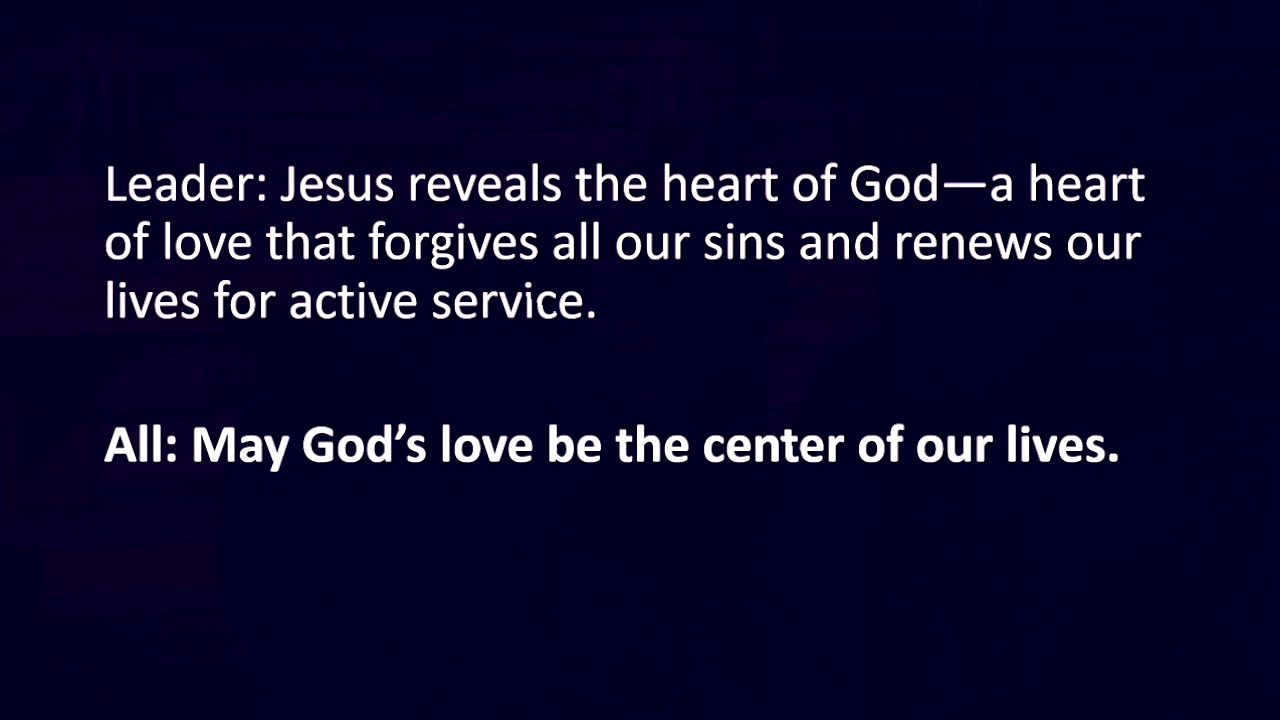 Leader: Jesus reveals the heart of God—a heart
of love that forgives all our sins and renews our
lives for active service.
All: May God’s love be the center of our lives.